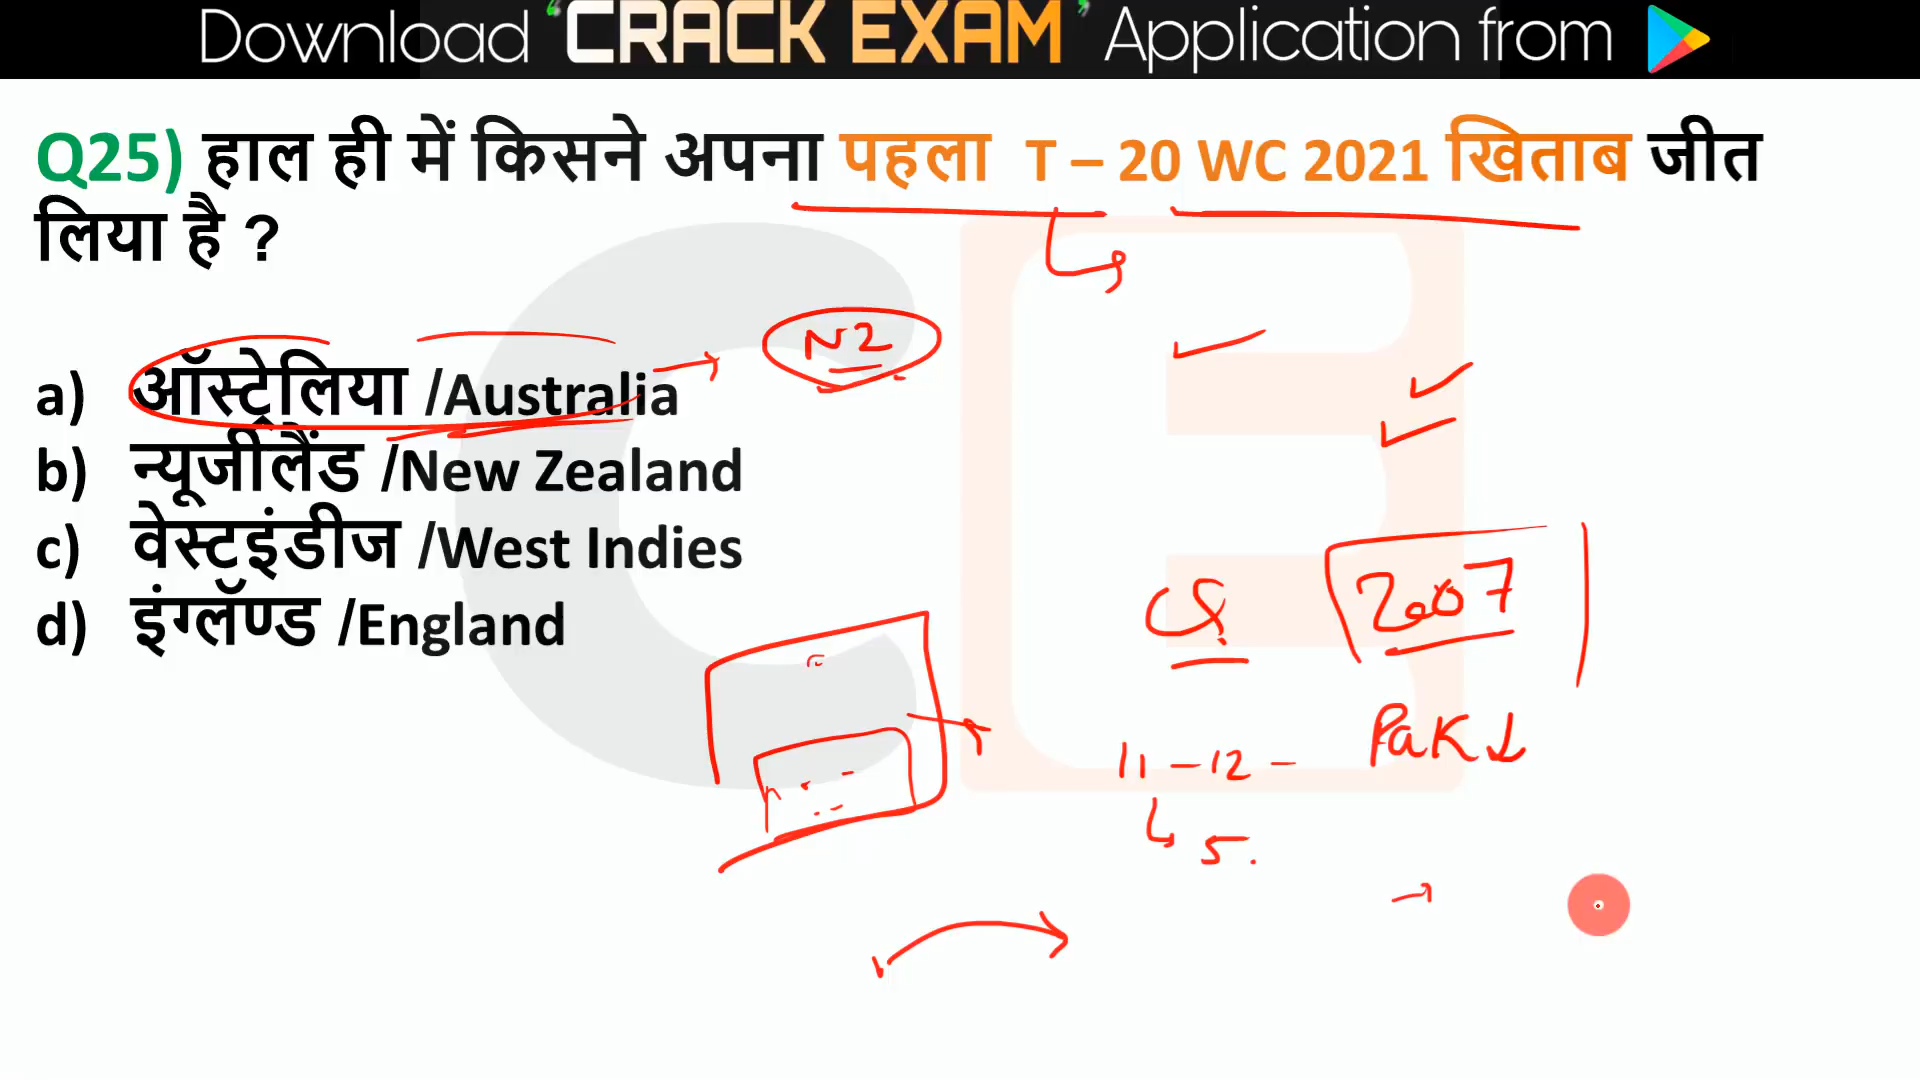 Download ‘CRACK EXAM’ Application from
Q25) हाल ही में किसने अपना पहला T – 20 WC 2021 खिताब जीत
लिया है ?
a) ऑस्ट्रेलिया /Australia
NZ
b) न्यूजीलैंड /New Zealand
c) वेस्टइंडीज /West Indies
d) इंग्लॅण्ड /England
2007
11 – 12 – Pak
5.